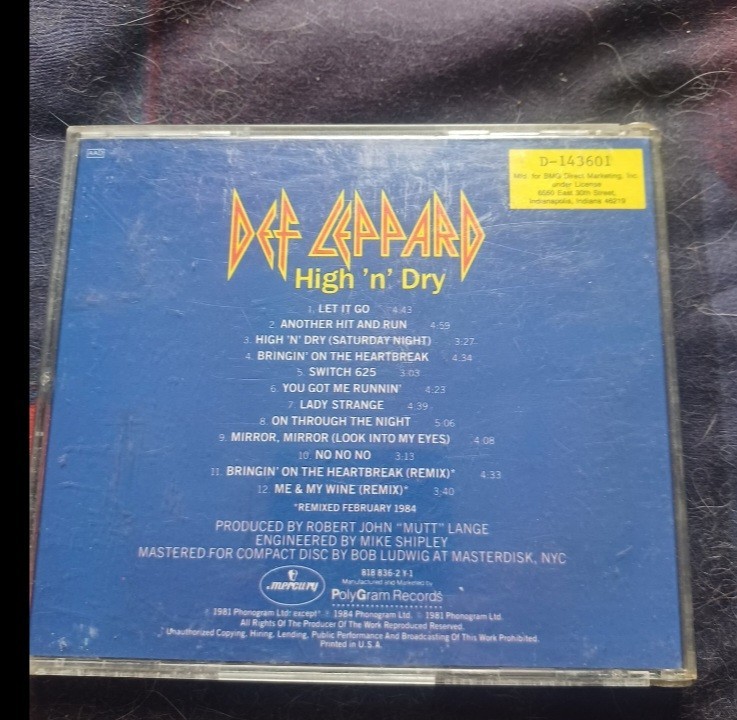 AAD
D-143601
Mfg. for BMG Direct Marketing, Inc.
under License
6550 East 30th Street,
Indianapolis, Indiana 46219
DEF LEPPARD
High 'n' Dry
1. LET IT GO 4:43
2. ANOTHER HIT AND RUN 4:59
3. HIGH 'N' DRY (SATURDAY NIGHT) 3:27
4. BRINGIN' ON THE HEARTBREAK 4:34
5. SWITCH 625 3:03
6. YOU GOT ME RUNNIN' 4:23
7. LADY STRANGE 4:39
8. ON THROUGH THE NIGHT 5:06
9. MIRROR, MIRROR (LOOK INTO MY EYES) 4:08
10. NO NO NO 3:13
11. BRINGIN' ON THE HEARTBREAK (REMIX)* 4:33
12. ME & MY WINE (REMIX)* 3:40
*REMIXED FEBRUARY 1984
PRODUCED BY ROBERT JOHN "MUTT" LANGE
ENGINEERED BY MIKE SHIPLEY
MASTERED FOR COMPACT DISC BY BOB LUDWIG AT MASTERDISK, NYC
818 836-2 Y-1
mercury
Manufactured and Marketed by
PolyGram Records
℗ 1981 Phonogram Ltd. except* ℗ 1984 Phonogram Ltd. © 1981 Phonogram Ltd.
All Rights Of The Producer Of The Work Reproduced Reserved.
Unauthorized Copying, Hiring, Lending, Public Performance And Broadcasting Of This Work Prohibited.
Printed in U.S.A.